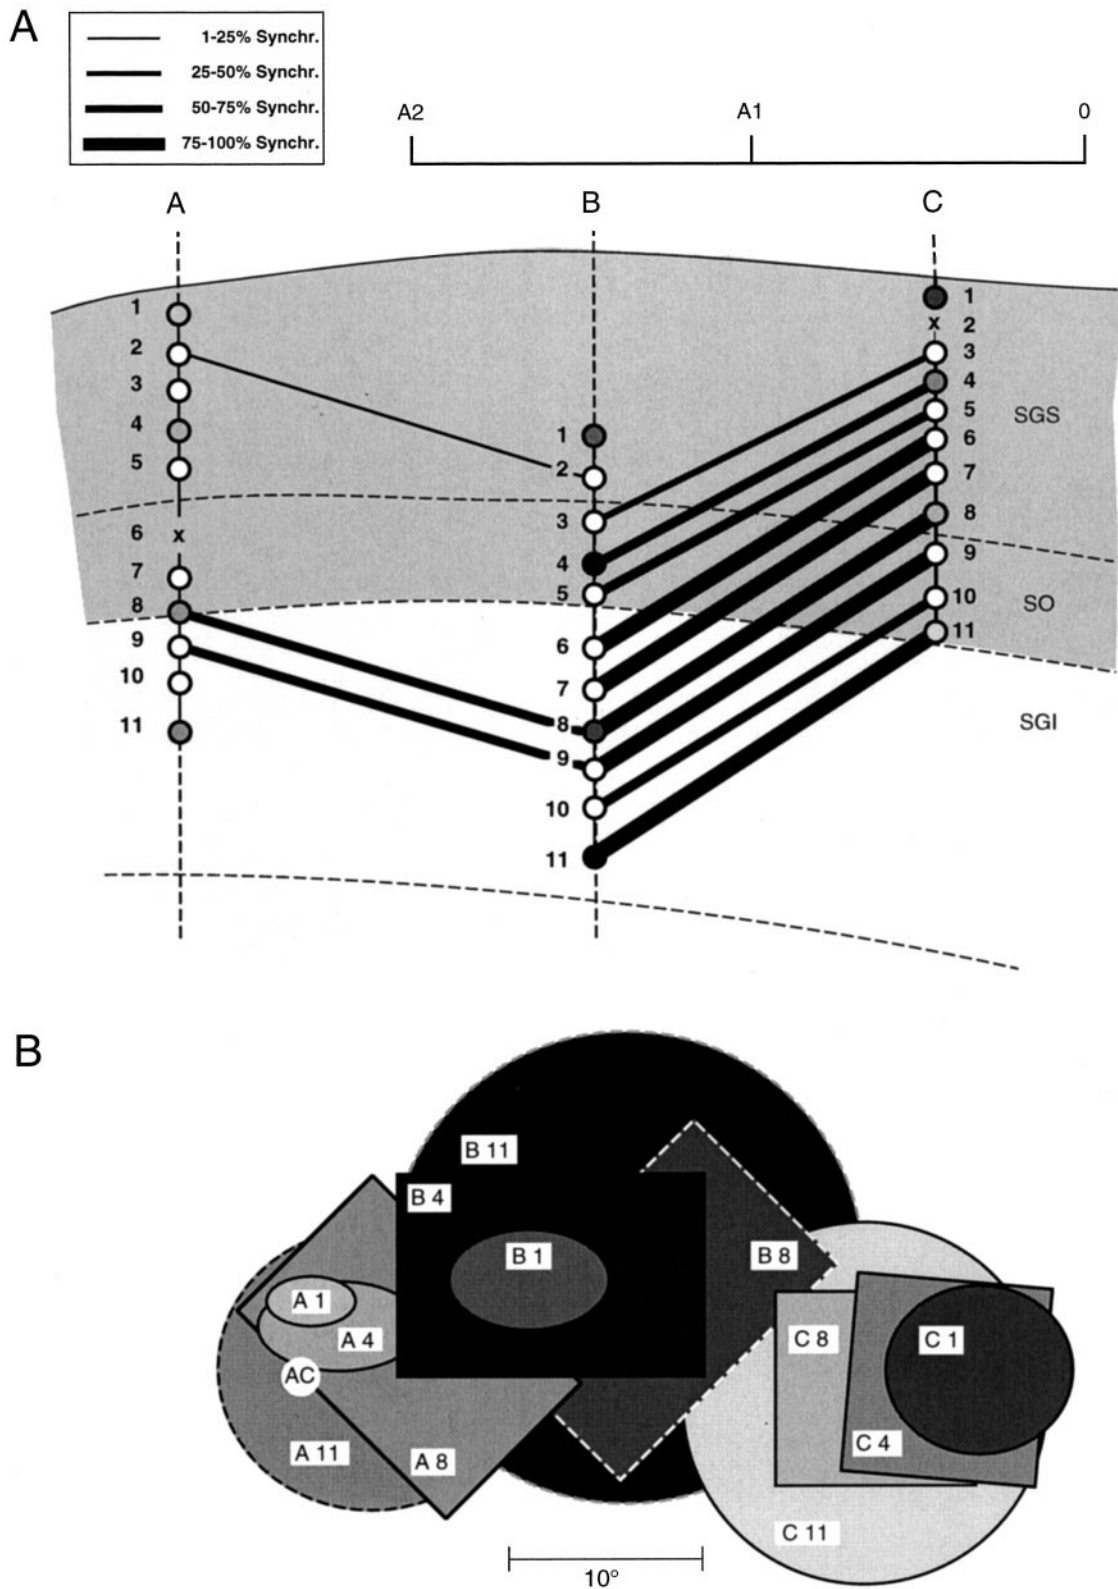 A
1-25% Synchr.
25-50% Synchr.
50-75% Synchr.
75-100% Synchr.
A2 A1 0
A B C
1 1
x 2
2 3
3 4
4 5
1 SGS
5 2 6
7
3 8
6 x
4 9
7
5 10 SO
8 11
9 6
10 7
11 8 SGI
9
10
11
B
B 11
B 4
B 1 B 8
A 1
A 4 C 8 C 1
AC
A 11 A 8 C 4
C 11
10°